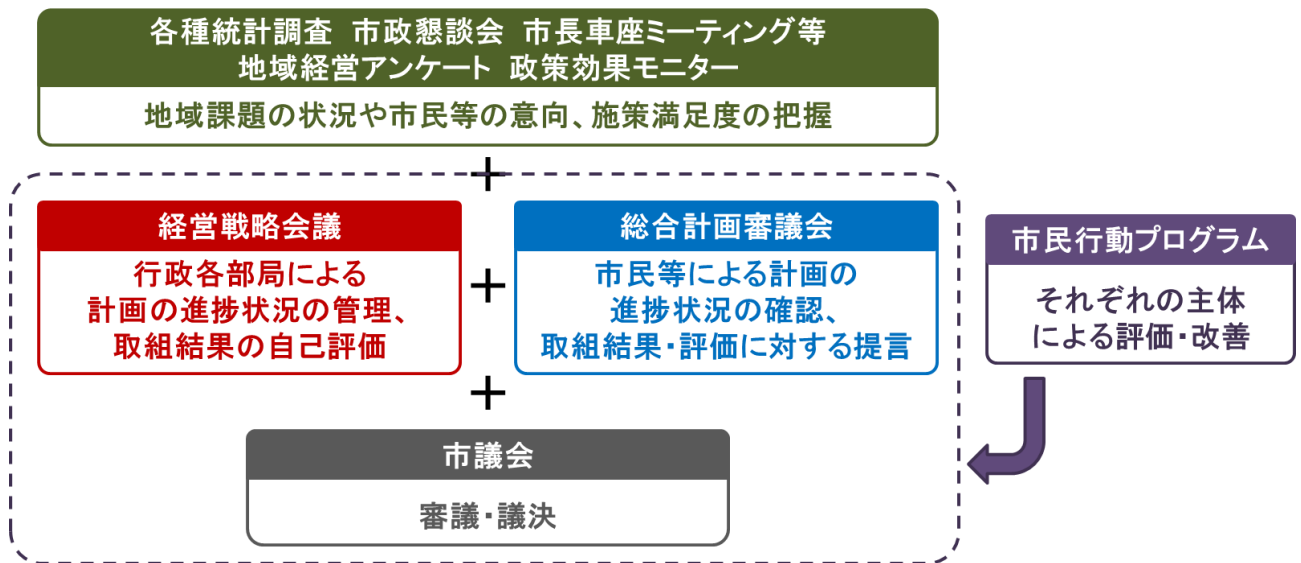 各種統計調査 市政懇談会 市長車座ミーティング等
地域経営アンケート 政策効果モニター
地域課題の状況や市民等の意向、施策満足度の把握
+
経営戦略会議
行政各部局による
計画の進捗状況の管理、
取組結果の自己評価
+
総合計画審議会
市民等による計画の
進捗状況の確認、
取組結果・評価に対する提言
+
市議会
審議・議決
市民行動プログラム
それぞれの主体
による評価・改善